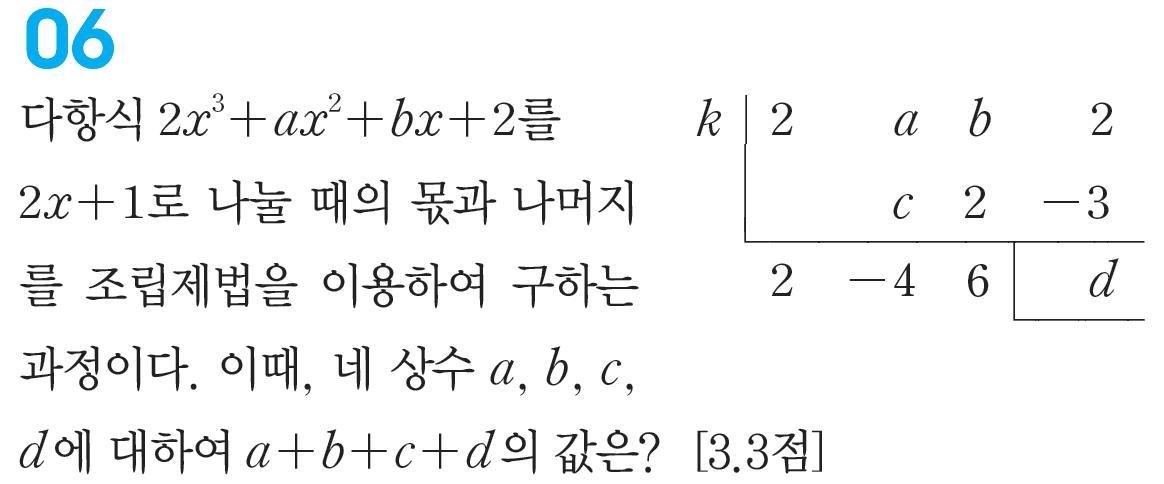 06
다항식 2x³+ax²+bx+2를
2x+1로 나눌 때의 몫과 나머지
를 조립제법을 이용하여 구하는
과정이다. 이때, 네 상수 a, b, c,
d에 대하여 a+b+c+d의 값은? [3.3점]
k 2 a b 2
c 2 −3
2 −4 6 d